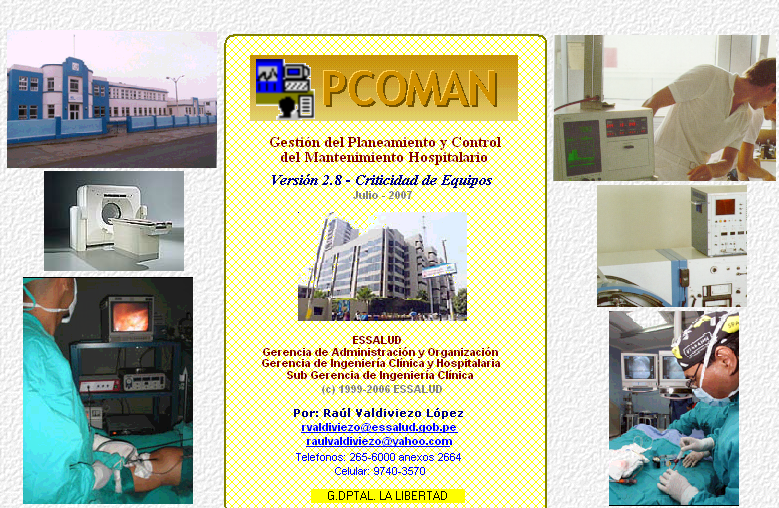 PCOMAN
Gestión del Planeamiento y Control
del Mantenimiento Hospitalario
Versión 2.8 - Criticidad de Equipos
Julio - 2007
ESSALUD
Gerencia de Administración y Organización
Gerencia de Ingeniería Clínica y Hospitalaria
Sub Gerencia de Ingeniería Clínica
(c) 1999-2006 ESSALUD
Por: Raúl Valdiviezo López
rvaldiviezo@essalud.gob.pe
raulvaldiviezo@yahoo.com
Telefonos: 265-6000 anexos 2664
Celular: 9740-3570
G.DPTAL. LA LIBERTAD